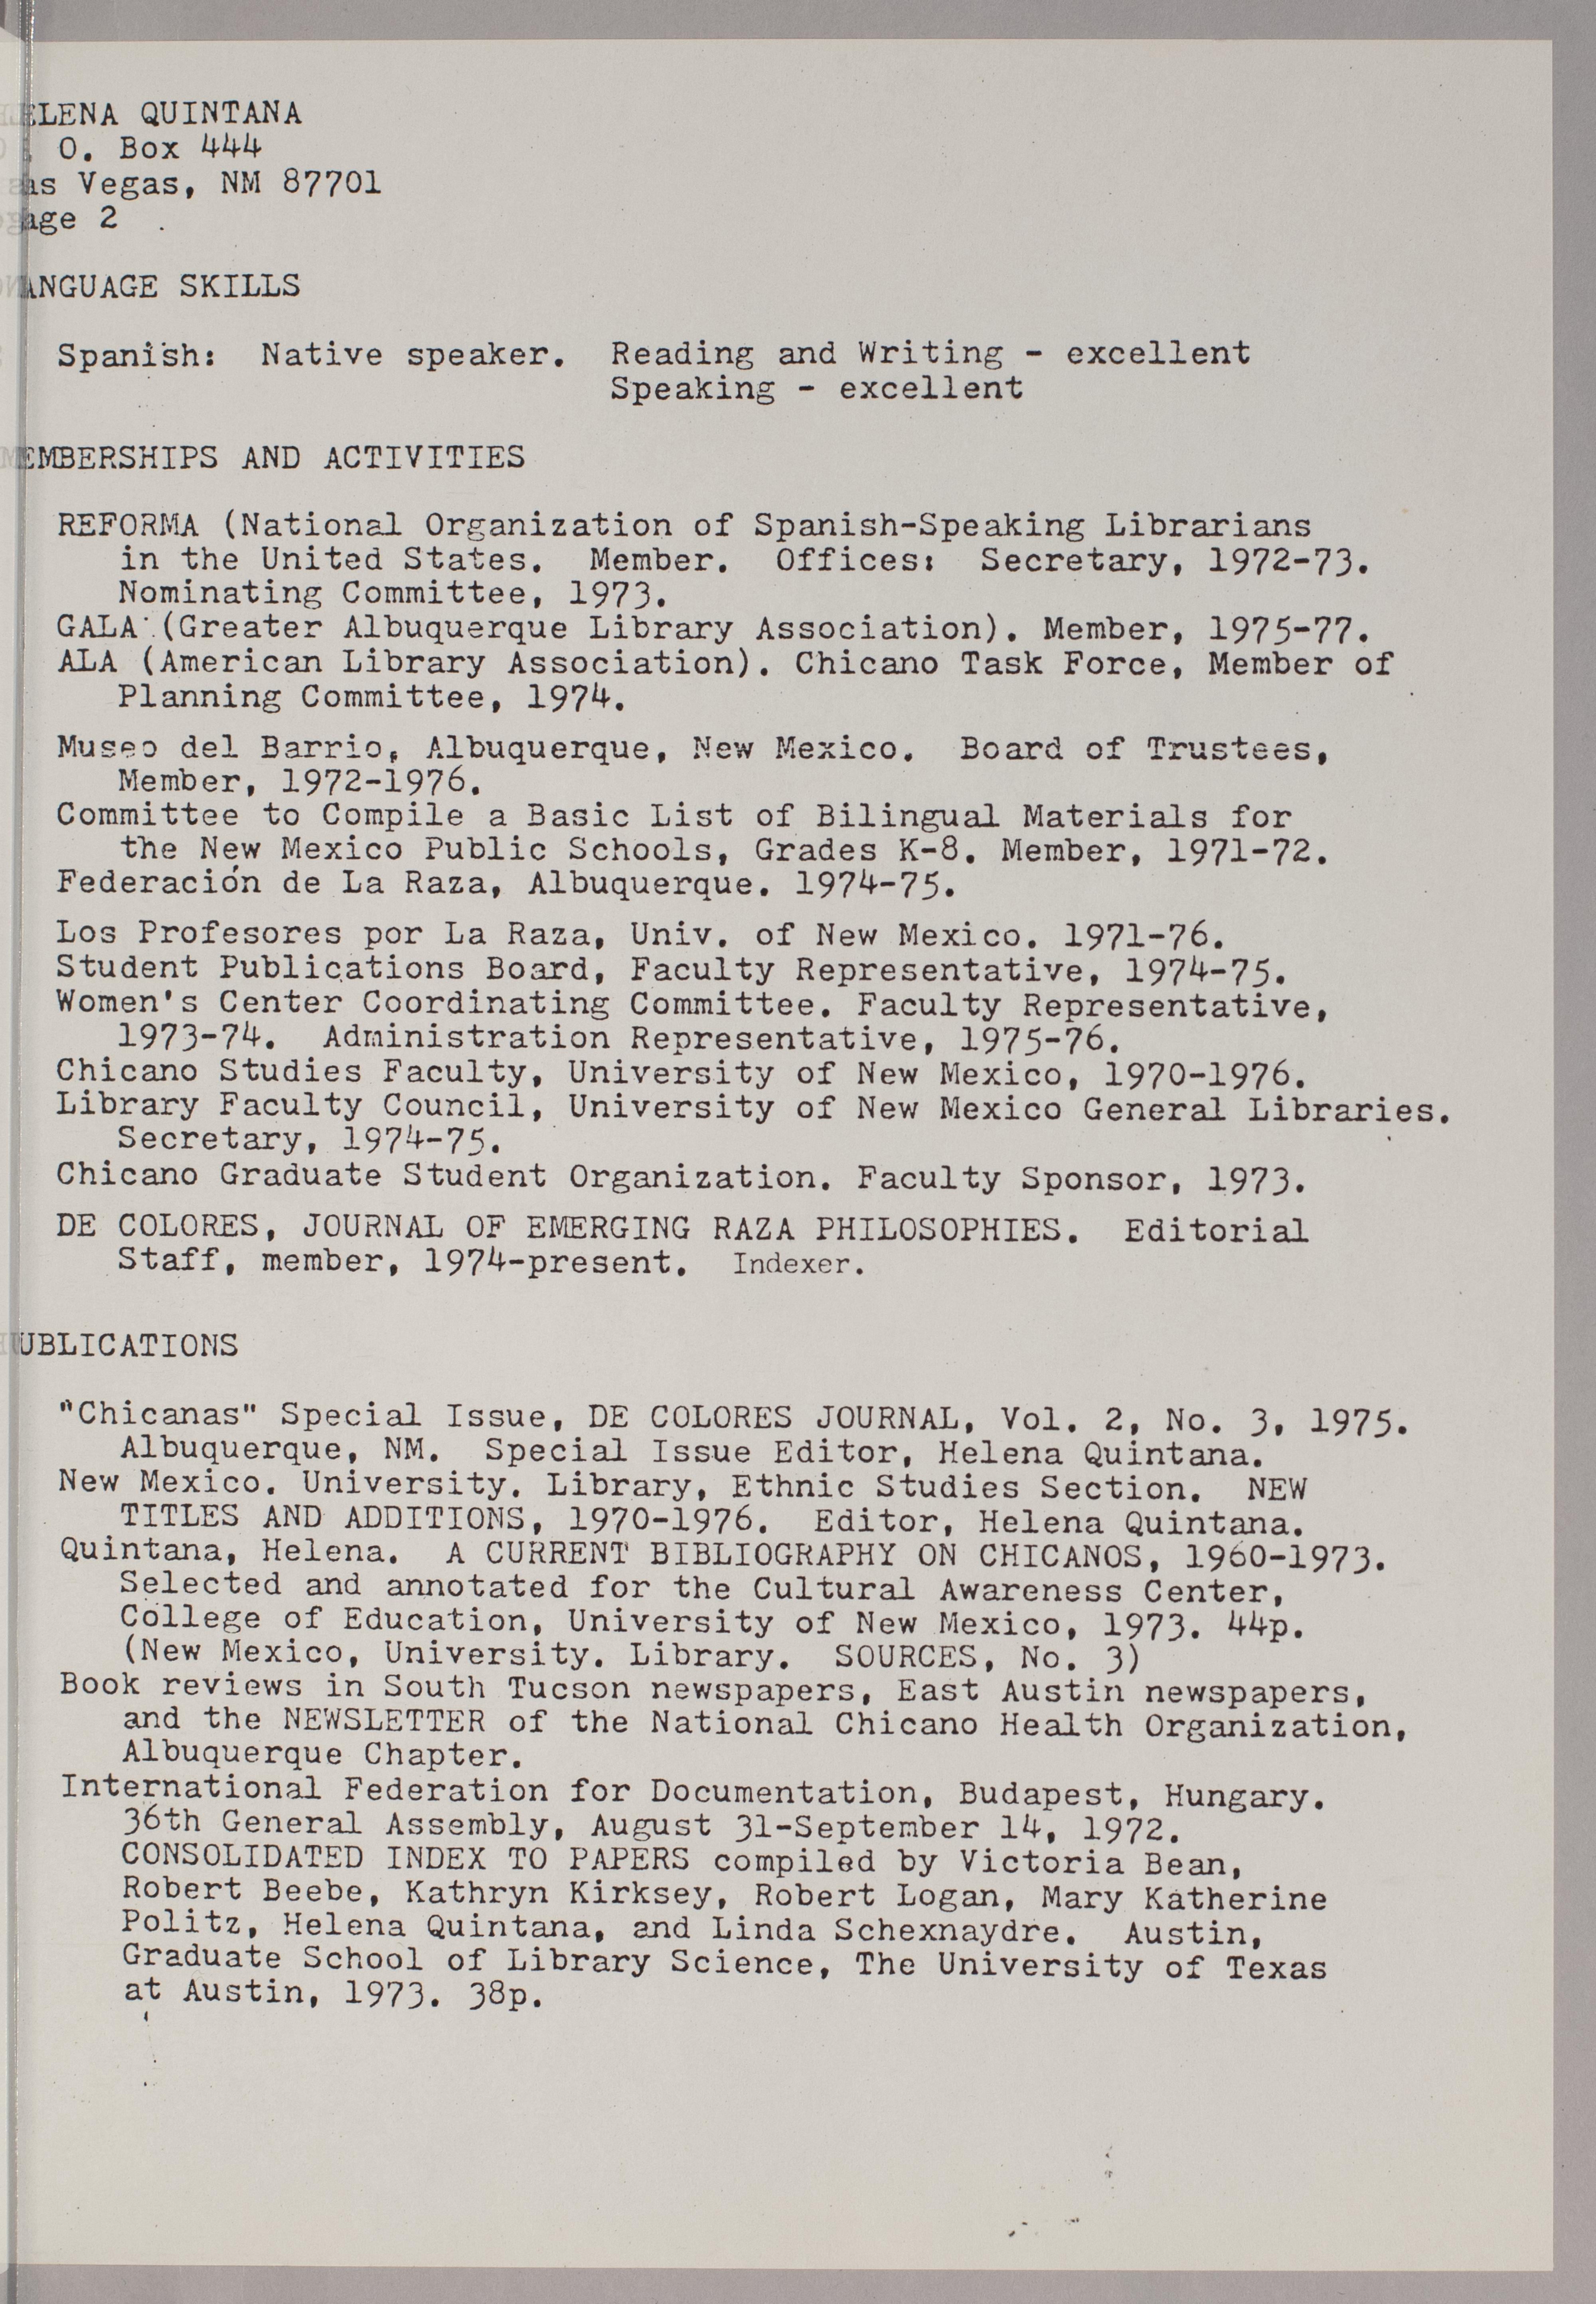 HELENA QUINTANA
P. O. Box 444
Las Vegas, NM 87701
Page 2
LANGUAGE SKILLS
Spanish: Native speaker. Reading and Writing - excellent
Speaking - excellent
MEMBERSHIPS AND ACTIVITIES
REFORMA (National Organization of Spanish-Speaking Librarians
in the United States. Member. Offices: Secretary, 1972-73.
Nominating Committee, 1973.
GALA (Greater Albuquerque Library Association). Member, 1975-77.
ALA (American Library Association). Chicano Task Force, Member of
Planning Committee, 1974.
Museo del Barrio, Albuquerque, New Mexico. Board of Trustees,
Member, 1972-1976.
Committee to Compile a Basic List of Bilingual Materials for
the New Mexico Public Schools, Grades K-8. Member, 1971-72.
Federación de La Raza, Albuquerque. 1974-75.
Los Profesores por La Raza, Univ. of New Mexico. 1971-76.
Student Publications Board, Faculty Representative, 1974-75.
Women's Center Coordinating Committee. Faculty Representative,
1973-74. Administration Representative, 1975-76.
Chicano Studies Faculty, University of New Mexico, 1970-1976.
Library Faculty Council, University of New Mexico General Libraries.
Secretary, 1974-75.
Chicano Graduate Student Organization. Faculty Sponsor, 1973.
DE COLORES, JOURNAL OF EMERGING RAZA PHILOSOPHIES. Editorial
Staff, member, 1974-present. Indexer.
PUBLICATIONS
"Chicanas" Special Issue, DE COLORES JOURNAL, Vol. 2, No. 3, 1975.
Albuquerque, NM. Special Issue Editor, Helena Quintana.
New Mexico. University. Library, Ethnic Studies Section. NEW
TITLES AND ADDITIONS, 1970-1976. Editor, Helena Quintana.
Quintana, Helena. A CURRENT BIBLIOGRAPHY ON CHICANOS, 1960-1973.
Selected and annotated for the Cultural Awareness Center,
College of Education, University of New Mexico, 1973. 44p.
(New Mexico, University. Library. SOURCES, No. 3)
Book reviews in South Tucson newspapers, East Austin newspapers,
and the NEWSLETTER of the National Chicano Health Organization,
Albuquerque Chapter.
International Federation for Documentation, Budapest, Hungary.
36th General Assembly, August 31-September 14, 1972.
CONSOLIDATED INDEX TO PAPERS compiled by Victoria Bean,
Robert Beebe, Kathryn Kirksey, Robert Logan, Mary Katherine
Politz, Helena Quintana, and Linda Schexnaydre. Austin,
Graduate School of Library Science, The University of Texas
at Austin, 1973. 38p.